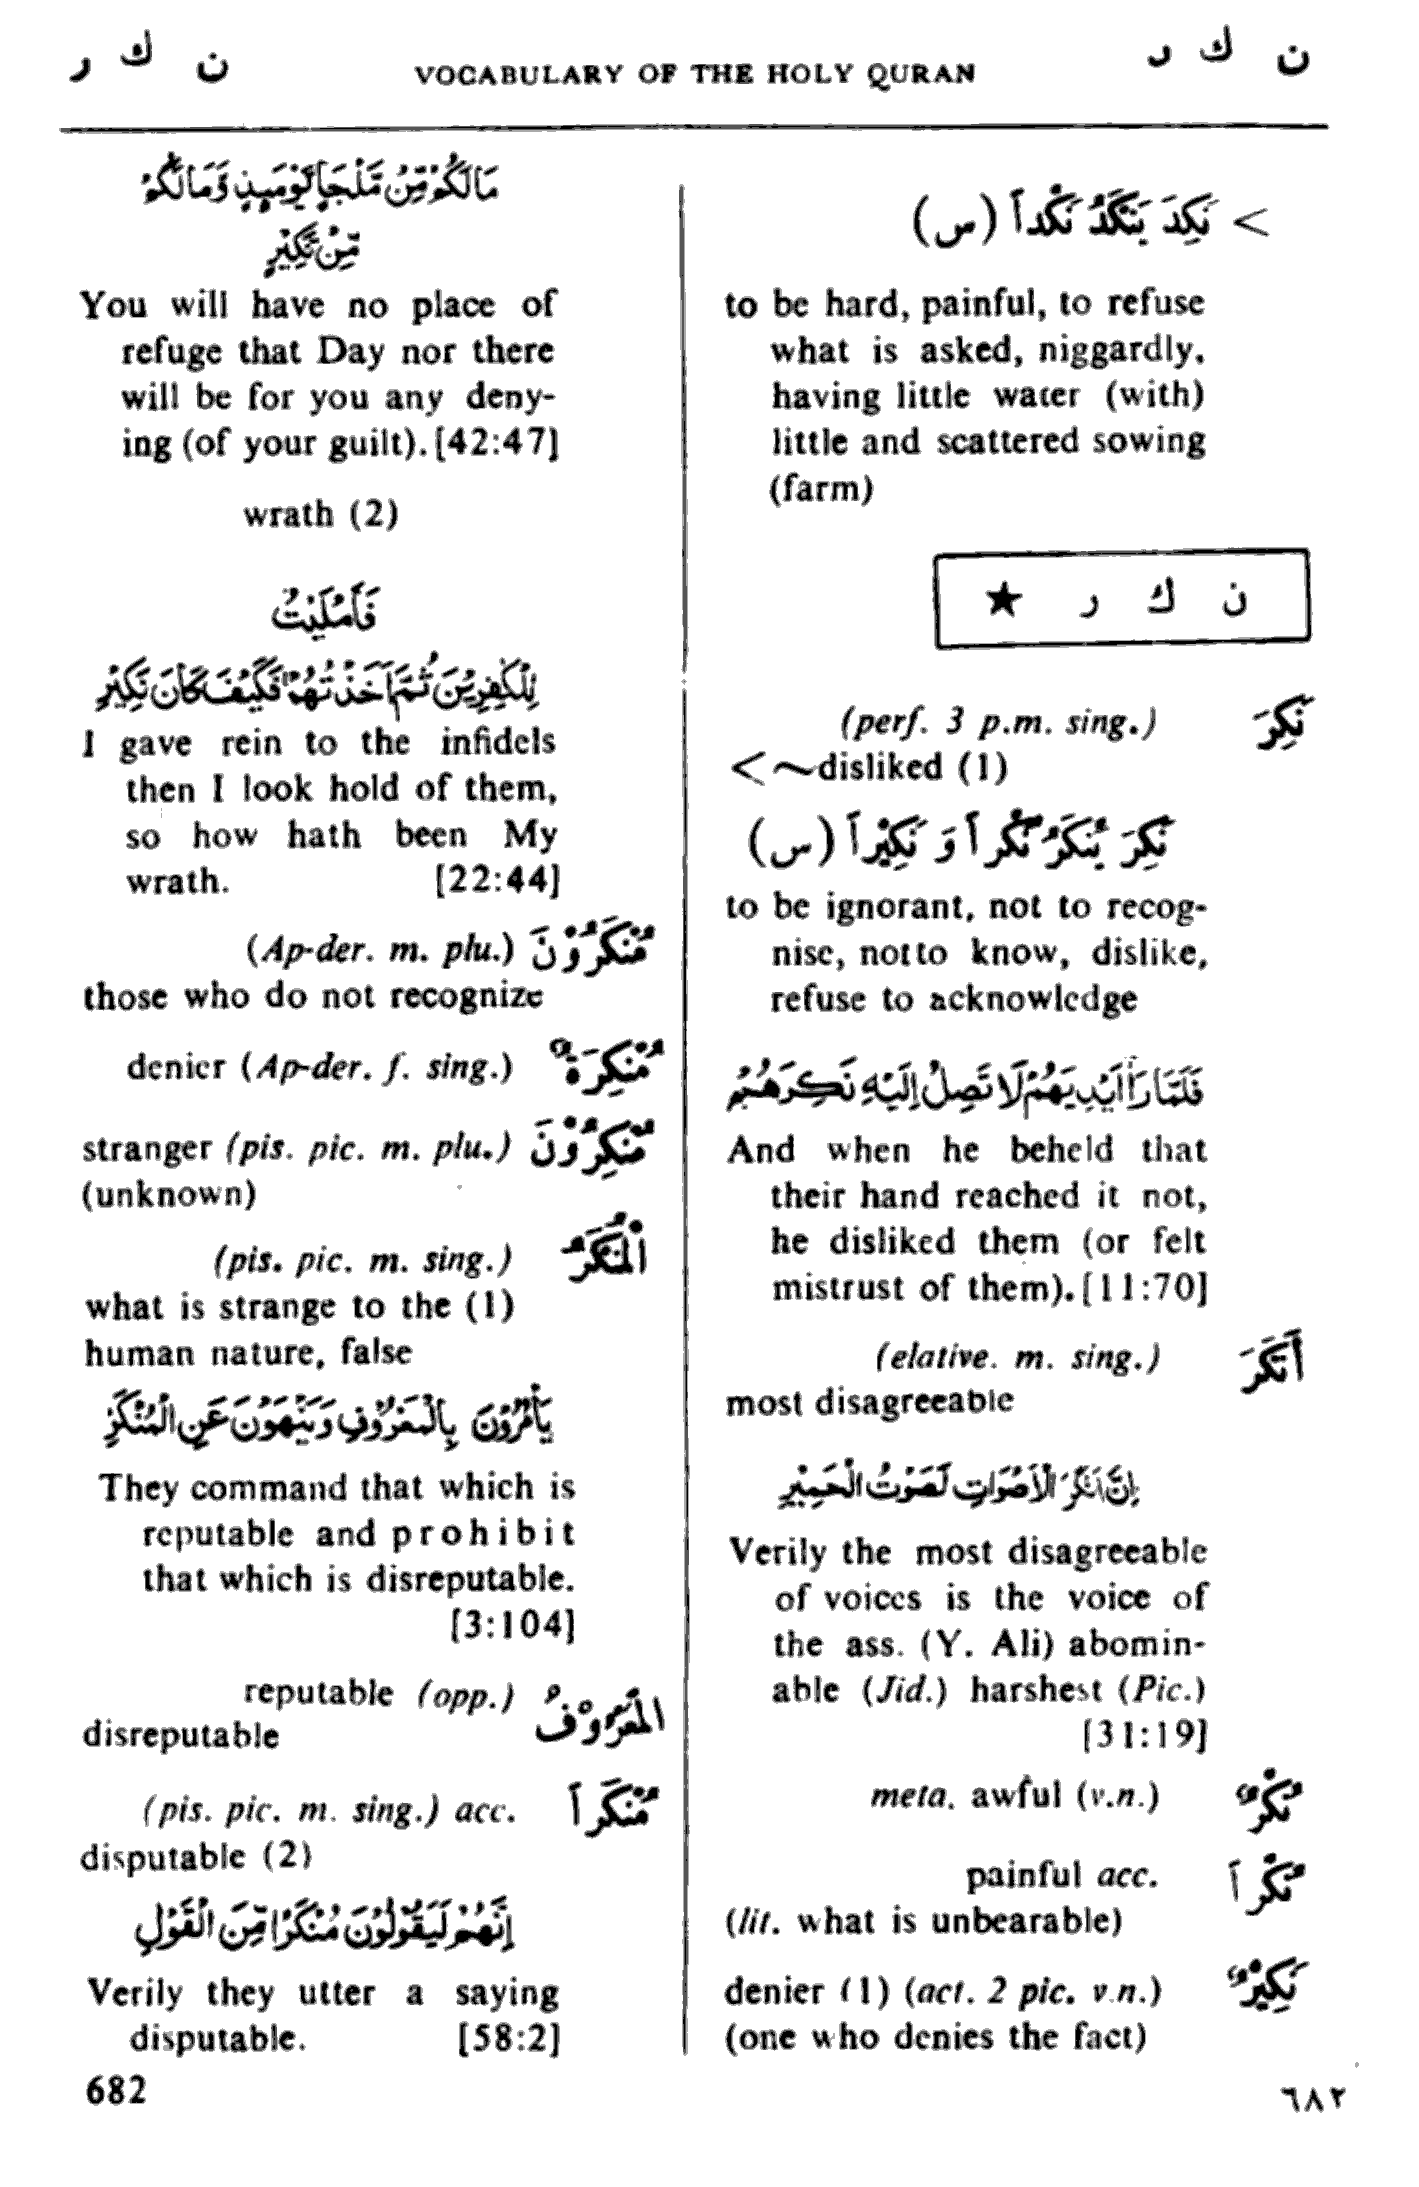 ن ك ر VOCABULARY OF THE HOLY QURAN ن ك د
> نَكِدَ يَنْكَدُ نَكْداً (س)
to be hard, painful, to refuse
what is asked, niggardly,
having little water (with)
little and scattered sowing
(farm)
ن ك ر ★
نَكِرَ (perf. 3 p.m. sing.)
< ~disliked (1)
نَكِرَ يُنْكَرُ نُكْراً وَ نَكِيْراً (س)
to be ignorant, not to recog-
nise, not to know, dislike,
refuse to acknowledge
فَلَمَّا رَاٰ اَيْدِيَهُمْ لَا تَصِلُ اِلَيْهِ نَكِرَهُمْ
And when he beheld that
their hand reached it not,
he disliked them (or felt
mistrust of them).[11:70]
أَنْكَرَ (elative. m. sing.)
most disagreeable
اِنَّ اَنْكَرَ الْاَصْوَاتِ لَصَوْتُ الْحَمِيْرِ
Verily the most disagreeable
of voices is the voice of
the ass. (Y. Ali) abomin-
able (Jid.) harshest (Pic.)
[31:19]
نُكْرٌ meta. awful (v.n.)
نُكْراً painful acc.
(lit. what is unbearable)
نَكِيْرٌ denier (1) (act. 2 pic. v.n.)
(one who denies the fact)
مَا لَكُمْ مِّنْ مَّلْجَاٍ يَّوْمَىِٕذٍ وَّمَا لَكُمْ
مِّنْ نَّكِيْرٍ
You will have no place of
refuge that Day nor there
will be for you any deny-
ing (of your guilt).[42:47]
wrath (2)
فَاَمْلَيْتُ
لِلْكٰفِرِيْنَ ثُمَّ اَخَذْتُهُمْ فَكَيْفَ كَانَ نَكِيْرِ
I gave rein to the infidels
then I look hold of them,
so how hath been My
wrath. [22:44]
مُنْكَرُوْنَ (Ap-der. m. plu.)
those who do not recognize
مُنْكِرَةٌ denier (Ap-der. f. sing.)
مُنْكِرُوْنَ stranger (pis. pic. m. plu.)
(unknown)
الْمُنْكَرُ (pis. pic. m. sing.)
what is strange to the (1)
human nature, false
يَأْمُرُوْنَ بِالْمَعْرُوْفِ وَيَنْهَوْنَ عَنِ الْمُنْكَرِ
They command that which is
reputable and prohibit
that which is disreputable.
[3:104]
المَعْرُوْفُ reputable (opp.)
disreputable
مُنْكَراً (pis. pic. m. sing.) acc.
disputable (2)
اِنَّهُمْ لَيَقُوْلُوْنَ مُنْكَرًا مِّنَ الْقَوْلِ
Verily they utter a saying
disputable. [58:2]
682 ٦٨٢